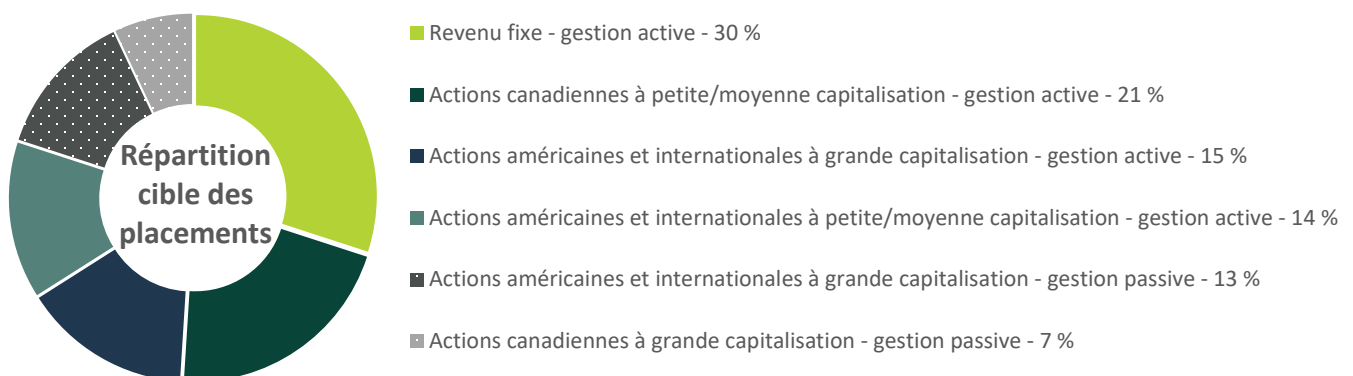 Répartition
cible des
placements
Revenu fixe - gestion active - 30 %
Actions canadiennes à petite/moyenne capitalisation - gestion active - 21 %
Actions américaines et internationales à grande capitalisation - gestion active - 15 %
Actions américaines et internationales à petite/moyenne capitalisation - gestion active - 14 %
Actions américaines et internationales à grande capitalisation - gestion passive - 13 %
Actions canadiennes à grande capitalisation - gestion passive - 7 %